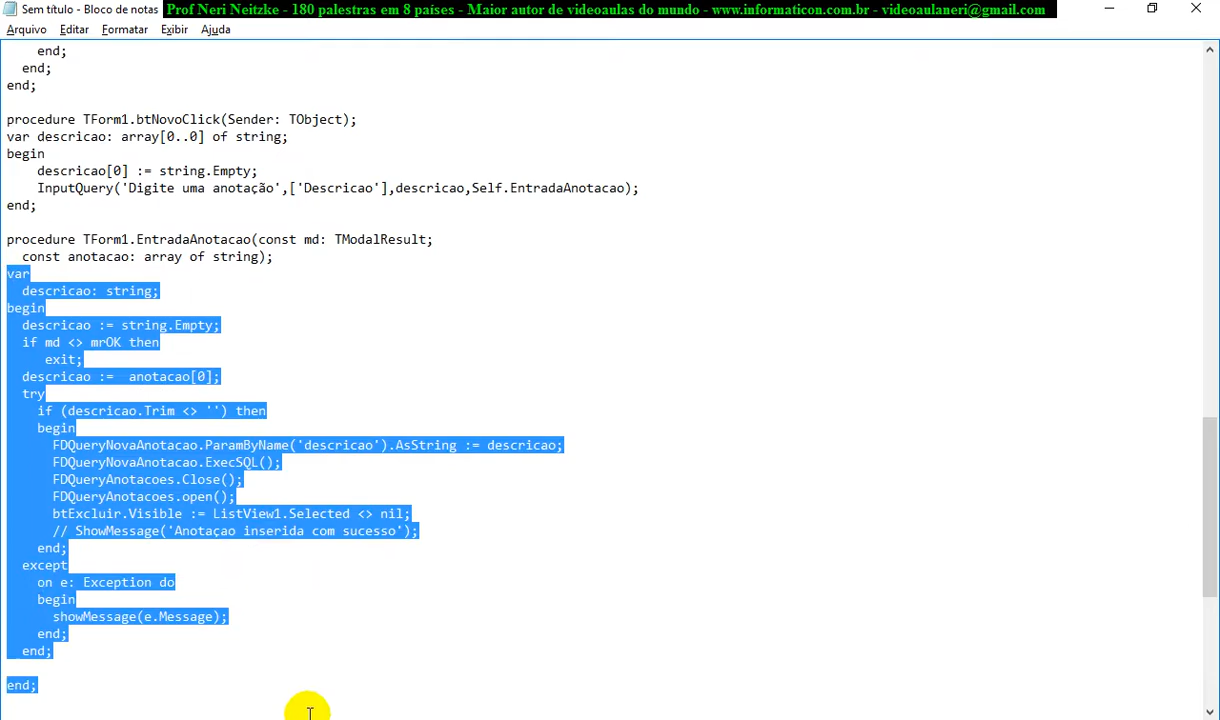 Sem título - Bloco de notas
Prof Neri Neitzke - 180 palestras em 8 países - Maior autor de videoaulas do mundo - www.informaticon.com.br - videoaulaneri@gmail.com
Arquivo Editar Formatar Exibir Ajuda
    end;
  end;
end;

procedure TForm1.btNovoClick(Sender: TObject);
var descricao: array[0..0] of string;
begin
    descricao[0] := string.Empty;
    InputQuery('Digite uma anotação',['Descricao'],descricao,Self.EntradaAnotacao);
end;

procedure TForm1.EntradaAnotacao(const md: TModalResult;
  const anotacao: array of string);
var
  descricao: string;
begin
  descricao := string.Empty;
  if md <> mrOK then
     exit;
  descricao :=  anotacao[0];
  try
    if (descricao.Trim <> '') then
    begin
      FDQueryNovaAnotacao.ParamByName('descricao').AsString := descricao;
      FDQueryNovaAnotacao.ExecSQL();
      FDQueryAnotacoes.Close();
      FDQueryAnotacoes.open();
      btExcluir.Visible := ListView1.Selected <> nil;
      // ShowMessage('Anotaçao inserida com sucesso');
    end;
  except
    on e: Exception do
    begin
      showMessage(e.Message);
    end;
  end;

end;